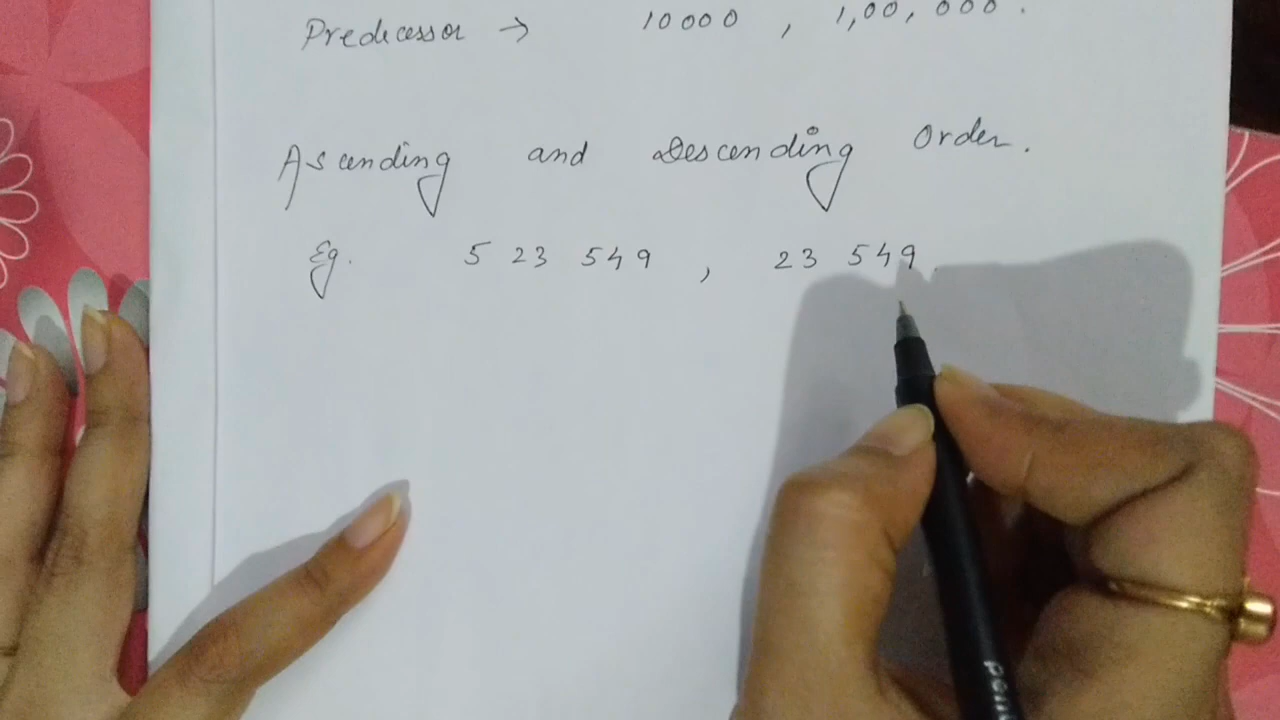 Predecessor → 10000 , 1,00,000.
Ascending and Descending Order.
Eg. 5 23 549 , 23 549.